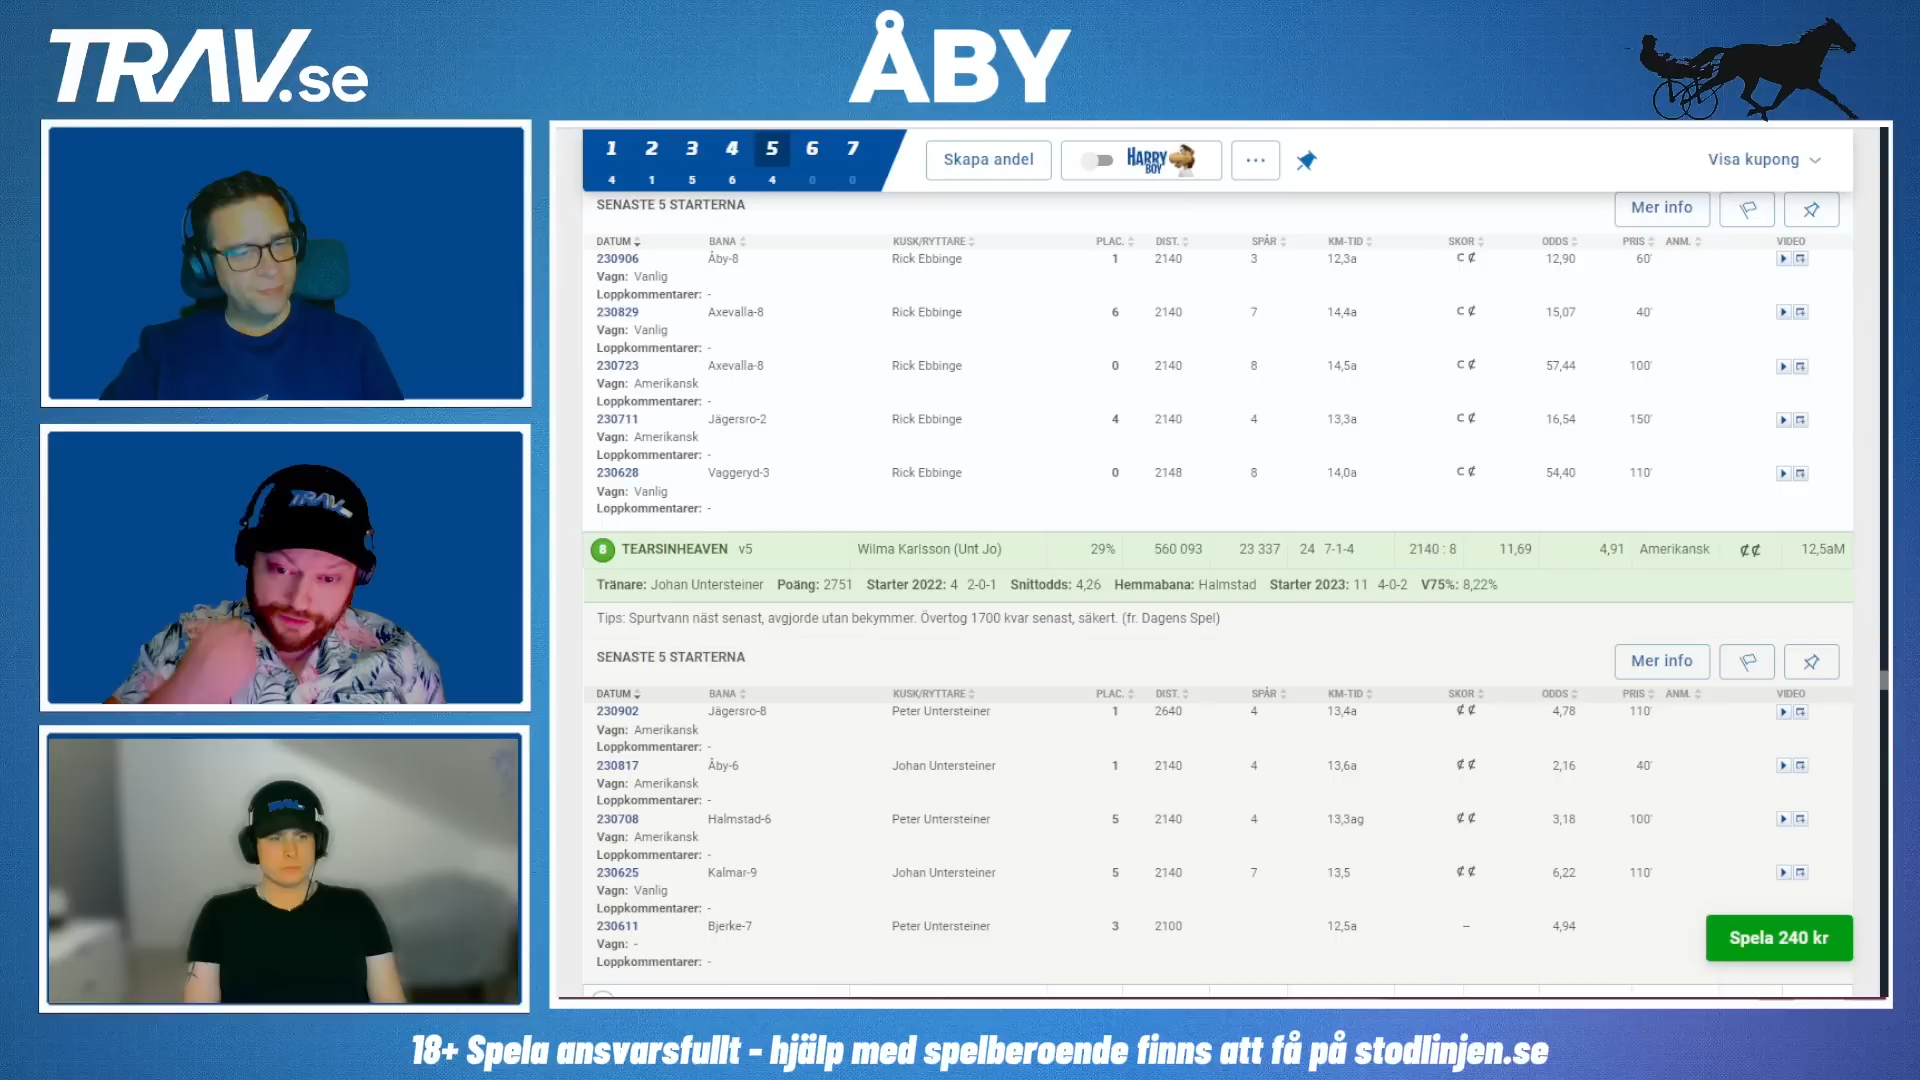 TRAV.se
ÅBY
1 2 3 4 5 6 7
4 1 5 6 4 0 0
Skapa andel
HARRY BOY
...
Visa kupong
SENASTE 5 STARTERNA
Mer info
DATUM BANA KUSK/RYTTARE PLAC. DIST. SPÅR KM-TID SKOR ODDS PRIS ANM. VIDEO
230906 Åby-8 Rick Ebbinge 1 2140 3 12,3a C ₵ 12,90 60'
Vagn: Vanlig
Loppkommentarer: -
230829 Axevalla-8 Rick Ebbinge 6 2140 7 14,4a C ₵ 15,07 40'
Vagn: Vanlig
Loppkommentarer: -
230723 Axevalla-8 Rick Ebbinge 0 2140 8 14,5a C ₵ 57,44 100'
Vagn: Amerikansk
Loppkommentarer: -
230711 Jägersro-2 Rick Ebbinge 4 2140 4 13,3a C ₵ 16,54 150'
Vagn: Amerikansk
Loppkommentarer: -
230628 Vaggeryd-3 Rick Ebbinge 0 2148 8 14,0a C ₵ 54,40 110'
Vagn: Vanlig
Loppkommentarer: -
8 TEARSINHEAVEN v5 Wilma Karlsson (Unt Jo) 29% 560 093 23 337 24 7-1-4 2140 : 8 11,69 4,91 Amerikansk ₵ ₵ 12,5aM
Tränare: Johan Untersteiner Poäng: 2751 Starter 2022: 4 2-0-1 Snittodds: 4,26 Hemmabana: Halmstad Starter 2023: 11 4-0-2 V75%: 8,22%
Tips: Spurtvann näst senast, avgjorde utan bekymmer. Övertog 1700 kvar senast, säkert. (fr. Dagens Spel)
SENASTE 5 STARTERNA
Mer info
DATUM BANA KUSK/RYTTARE PLAC. DIST. SPÅR KM-TID SKOR ODDS PRIS ANM. VIDEO
230902 Jägersro-8 Peter Untersteiner 1 2640 4 13,4a ₵ ₵ 4,78 110'
Vagn: Amerikansk
Loppkommentarer: -
230817 Åby-6 Johan Untersteiner 1 2140 4 13,6a ₵ ₵ 2,16 40'
Vagn: Amerikansk
Loppkommentarer: -
230708 Halmstad-6 Peter Untersteiner 5 2140 4 13,3ag ₵ ₵ 3,18 100'
Vagn: Amerikansk
Loppkommentarer: -
230625 Kalmar-9 Johan Untersteiner 5 2140 7 13,5 ₵ ₵ 6,22 110'
Vagn: Vanlig
Loppkommentarer: -
230611 Bjerke-7 Peter Untersteiner 3 2100 12,5a – 4,94
Vagn: -
Loppkommentarer: -
Spela 240 kr
TRAV
TRAV
18+ Spela ansvarsfullt - hjälp med spelberoende finns att få på stodlinjen.se